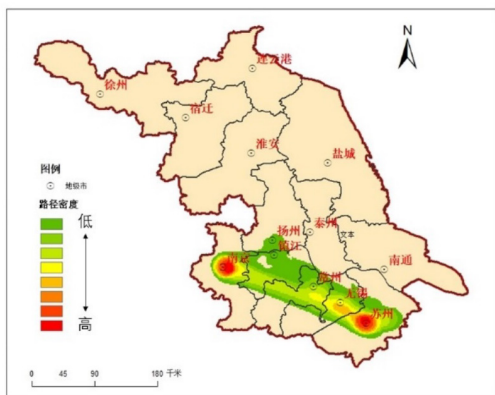 N
连云港
徐州
宿迁
淮安
盐城
图例
地级市
路径密度
低
高
扬州
泰州
文本
镇江
南京
南通
常州
无锡
苏州
0 45 90 180 千米